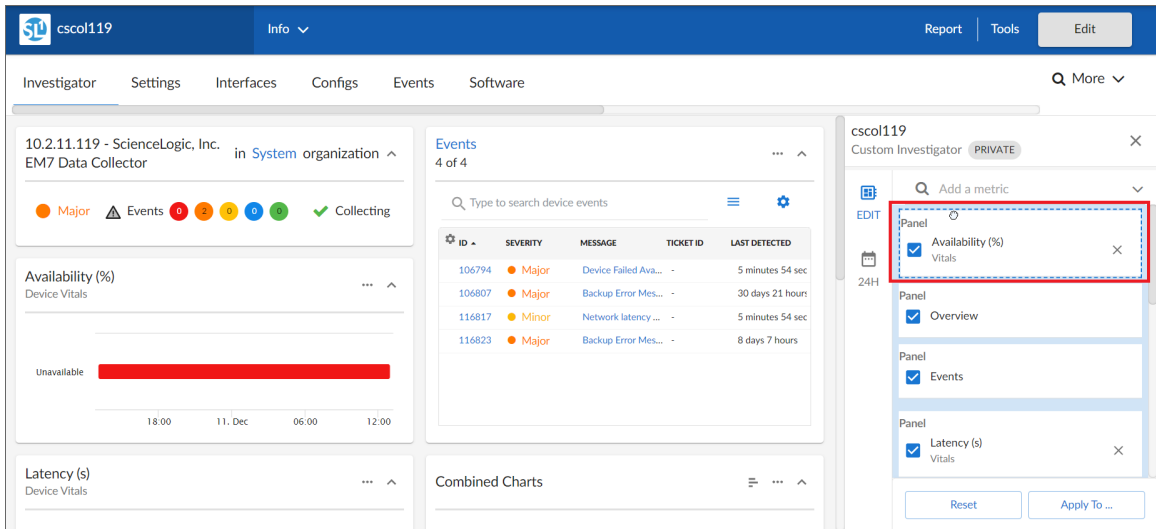 SL1 cscol119 Info Report Tools Edit
Investigator Settings Interfaces Configs Events Software More
10.2.11.119 - ScienceLogic, Inc.
EM7 Data Collector
in System organization
Major Events 0 2 0 0 0 Collecting
Availability (%)
Device Vitals
Unavailable
18:00 11. Dec 06:00 12:00
Latency (s)
Device Vitals
Events
4 of 4
Type to search device events
ID SEVERITY MESSAGE TICKET ID LAST DETECTED
106794 Major Device Failed Ava... - 5 minutes 54 sec
106807 Major Backup Error Mes... - 30 days 21 hours
116817 Minor Network latency ... - 5 minutes 54 sec
116823 Major Backup Error Mes... - 8 days 7 hours
Combined Charts
cscol119
Custom Investigator PRIVATE
EDIT
24H
Add a metric
Panel
Availability (%)
Vitals
Panel
Overview
Panel
Events
Panel
Latency (s)
Vitals
Reset Apply To ...